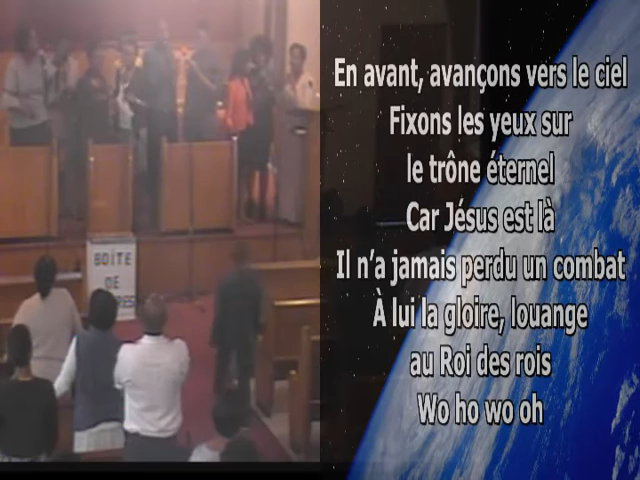 BOÎTE
DE
En avant, avançons vers le ciel
Fixons les yeux sur
le trône éternel
Car Jésus est là
Il n'a jamais perdu un combat
À lui la gloire, louange
au Roi des rois
Wo ho wo oh